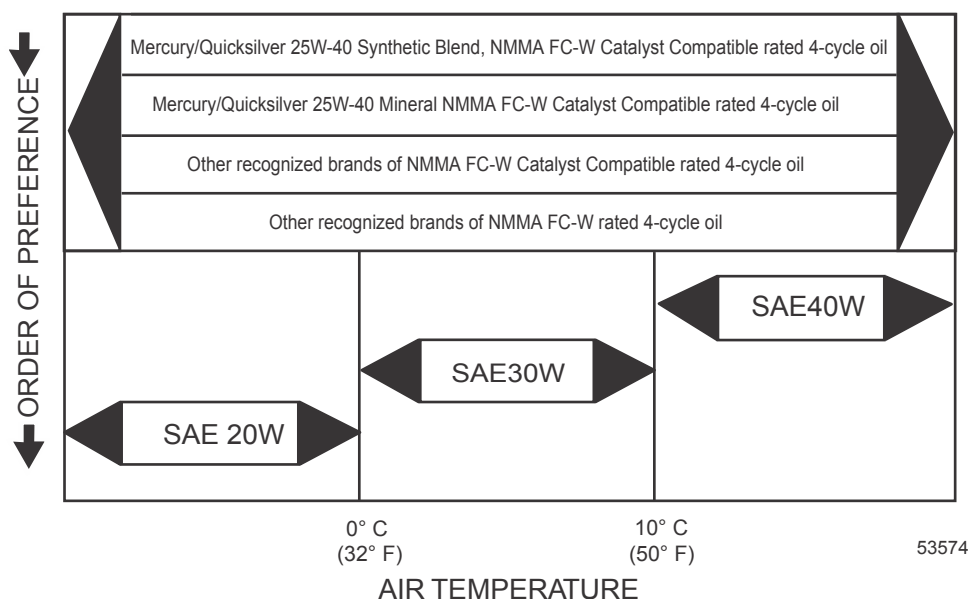 ORDER OF PREFERENCE
Mercury/Quicksilver 25W-40 Synthetic Blend, NMMA FC-W Catalyst Compatible rated 4-cycle oil
Mercury/Quicksilver 25W-40 Mineral NMMA FC-W Catalyst Compatible rated 4-cycle oil
Other recognized brands of NMMA FC-W Catalyst Compatible rated 4-cycle oil
Other recognized brands of NMMA FC-W rated 4-cycle oil
SAE40W
SAE30W
SAE 20W
0° C
(32° F)
10° C
(50° F)
53574
AIR TEMPERATURE